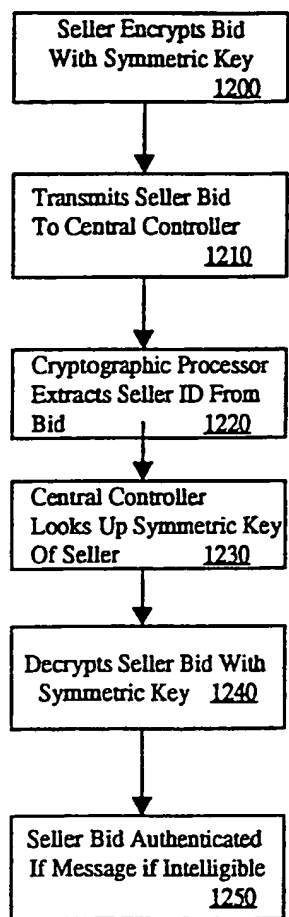 Seller Encrypts Bid
With Symmetric Key
1200
Transmits Seller Bid
To Central Controller
1210
Cryptographic Processor
Extracts Seller ID From
Bid 1220
Central Controller
Looks Up Symmetric Key
Of Seller 1230
Decrypts Seller Bid With
Symmetric Key 1240
Seller Bid Authenticated
If Message if Intelligible
1250